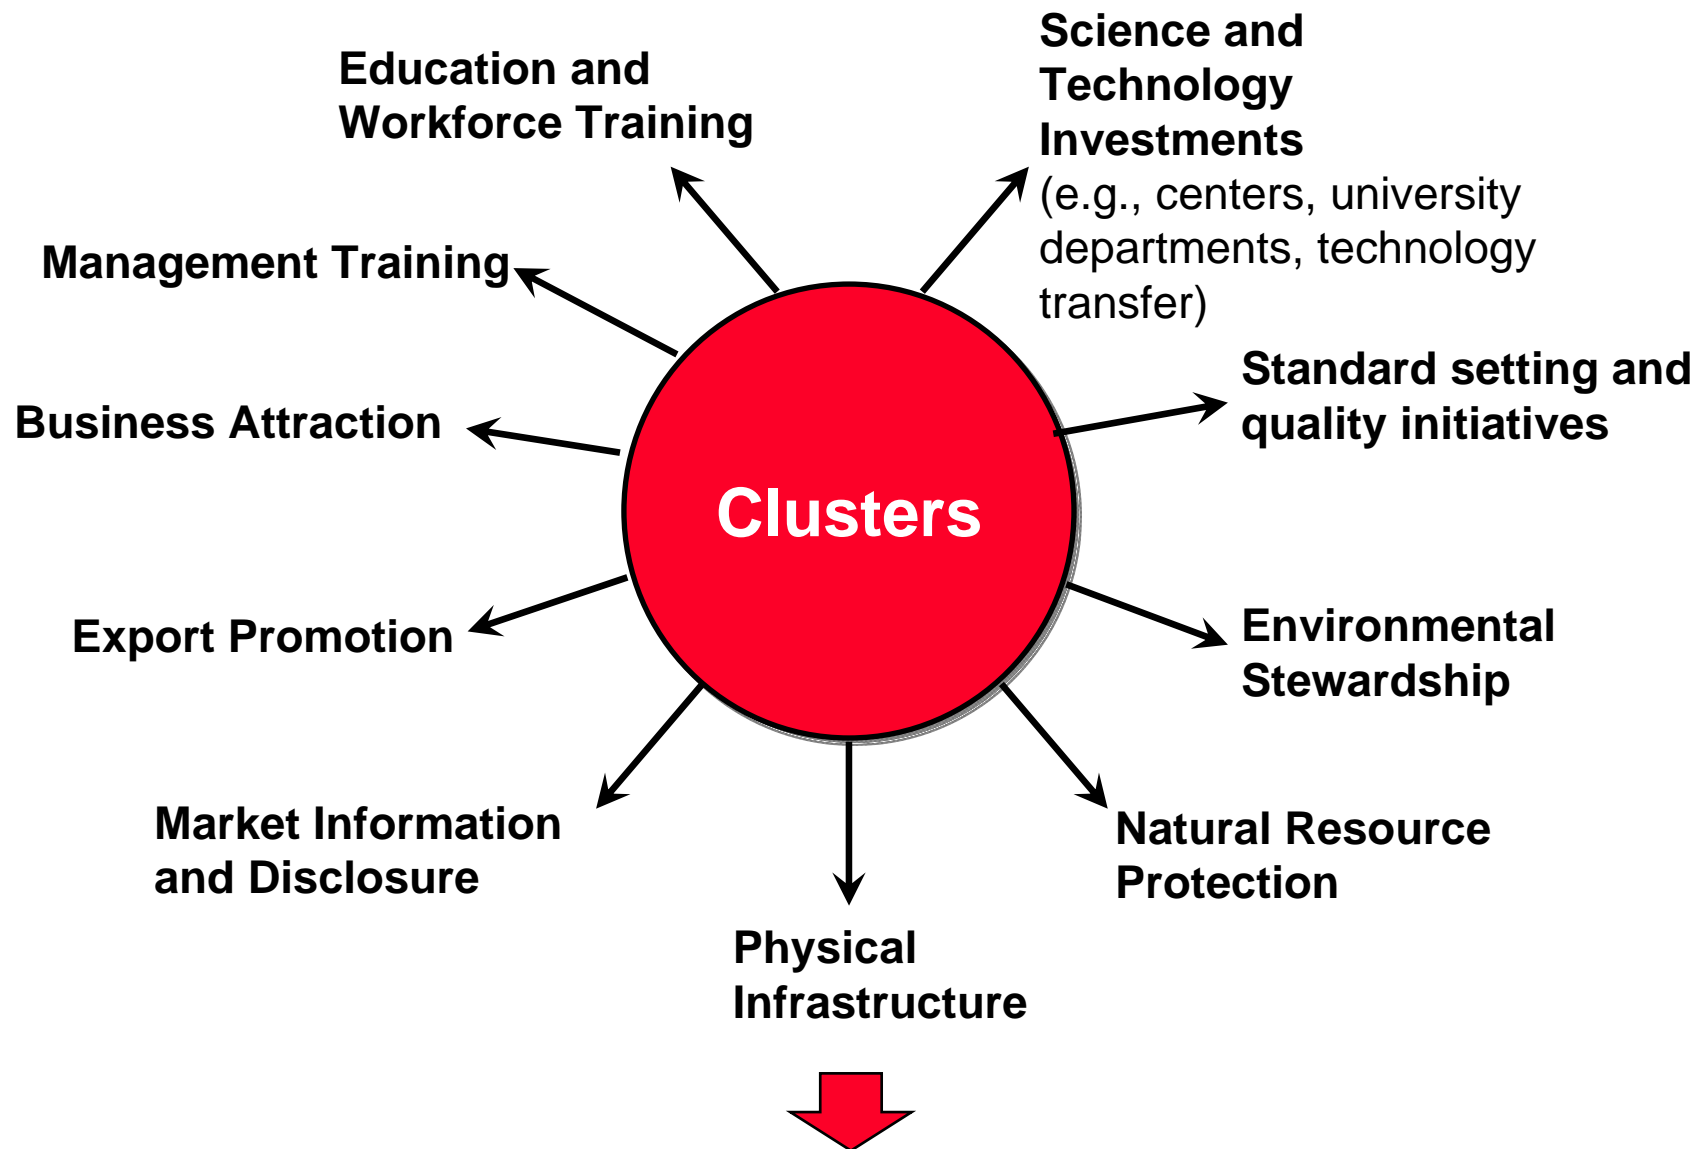 Science and
Technology
Investments
(e.g., centers, university
departments, technology
transfer)
Education and
Workforce Training
Management Training
Business Attraction
Standard setting and
quality initiatives
Clusters
Export Promotion
Environmental
Stewardship
Market Information
and Disclosure
Natural Resource
Protection
Physical
Infrastructure